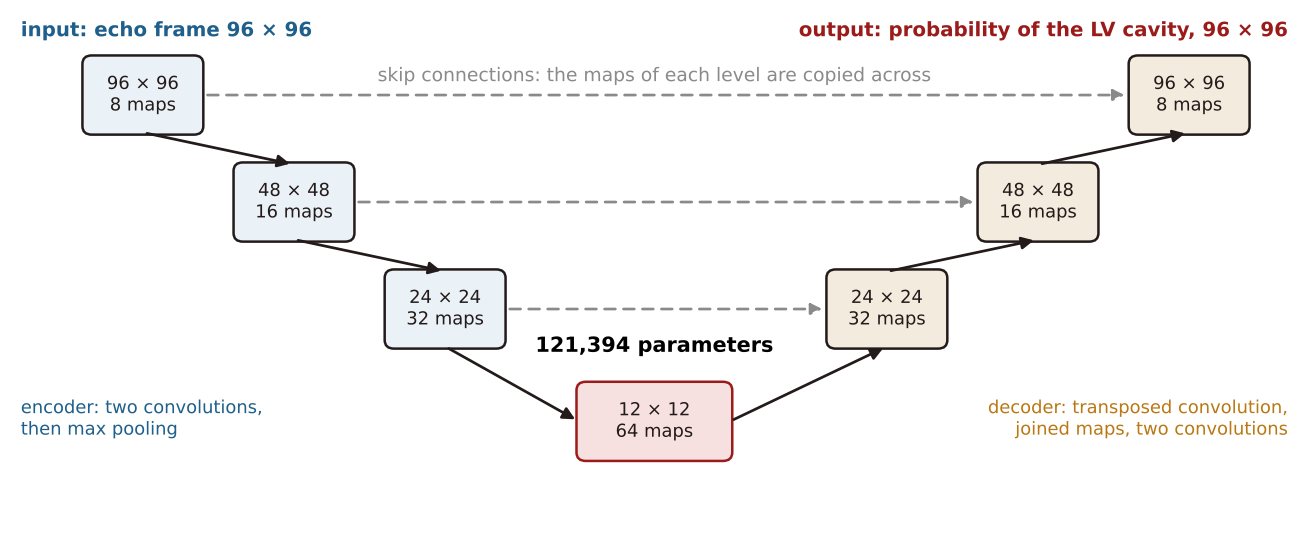 input: echo frame 96 × 96
output: probability of the LV cavity, 96 × 96
skip connections: the maps of each level are copied across
96 × 96
8 maps
96 × 96
8 maps
48 × 48
16 maps
48 × 48
16 maps
24 × 24
32 maps
24 × 24
32 maps
121,394 parameters
12 × 12
64 maps
encoder: two convolutions,
then max pooling
decoder: transposed convolution,
joined maps, two convolutions